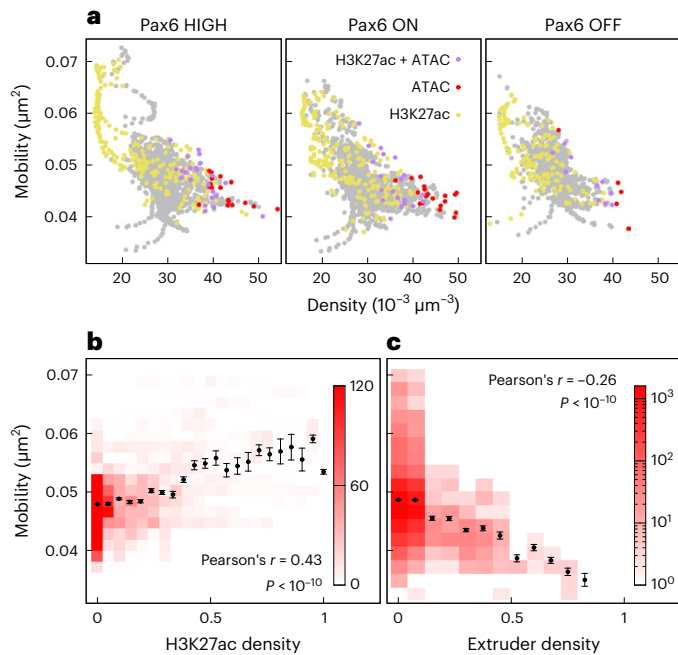 a
Pax6 HIGH Pax6 ON Pax6 OFF
H3K27ac + ATAC
ATAC
H3K27ac
Mobility (µm²)
0.07
0.06
0.05
0.04
20 30 40 50 20 30 40 50 20 30 40 50
Density (10⁻³ µm⁻³)
b
Mobility (µm²)
0.07
0.06
0.05
0.04
120
60
0
Pearson's r = 0.43
P < 10⁻¹⁰
0 0.5 1
H3K27ac density
c
Pearson's r = −0.26
P < 10⁻¹⁰
10³
10²
10¹
10⁰
0 0.5 1
Extruder density